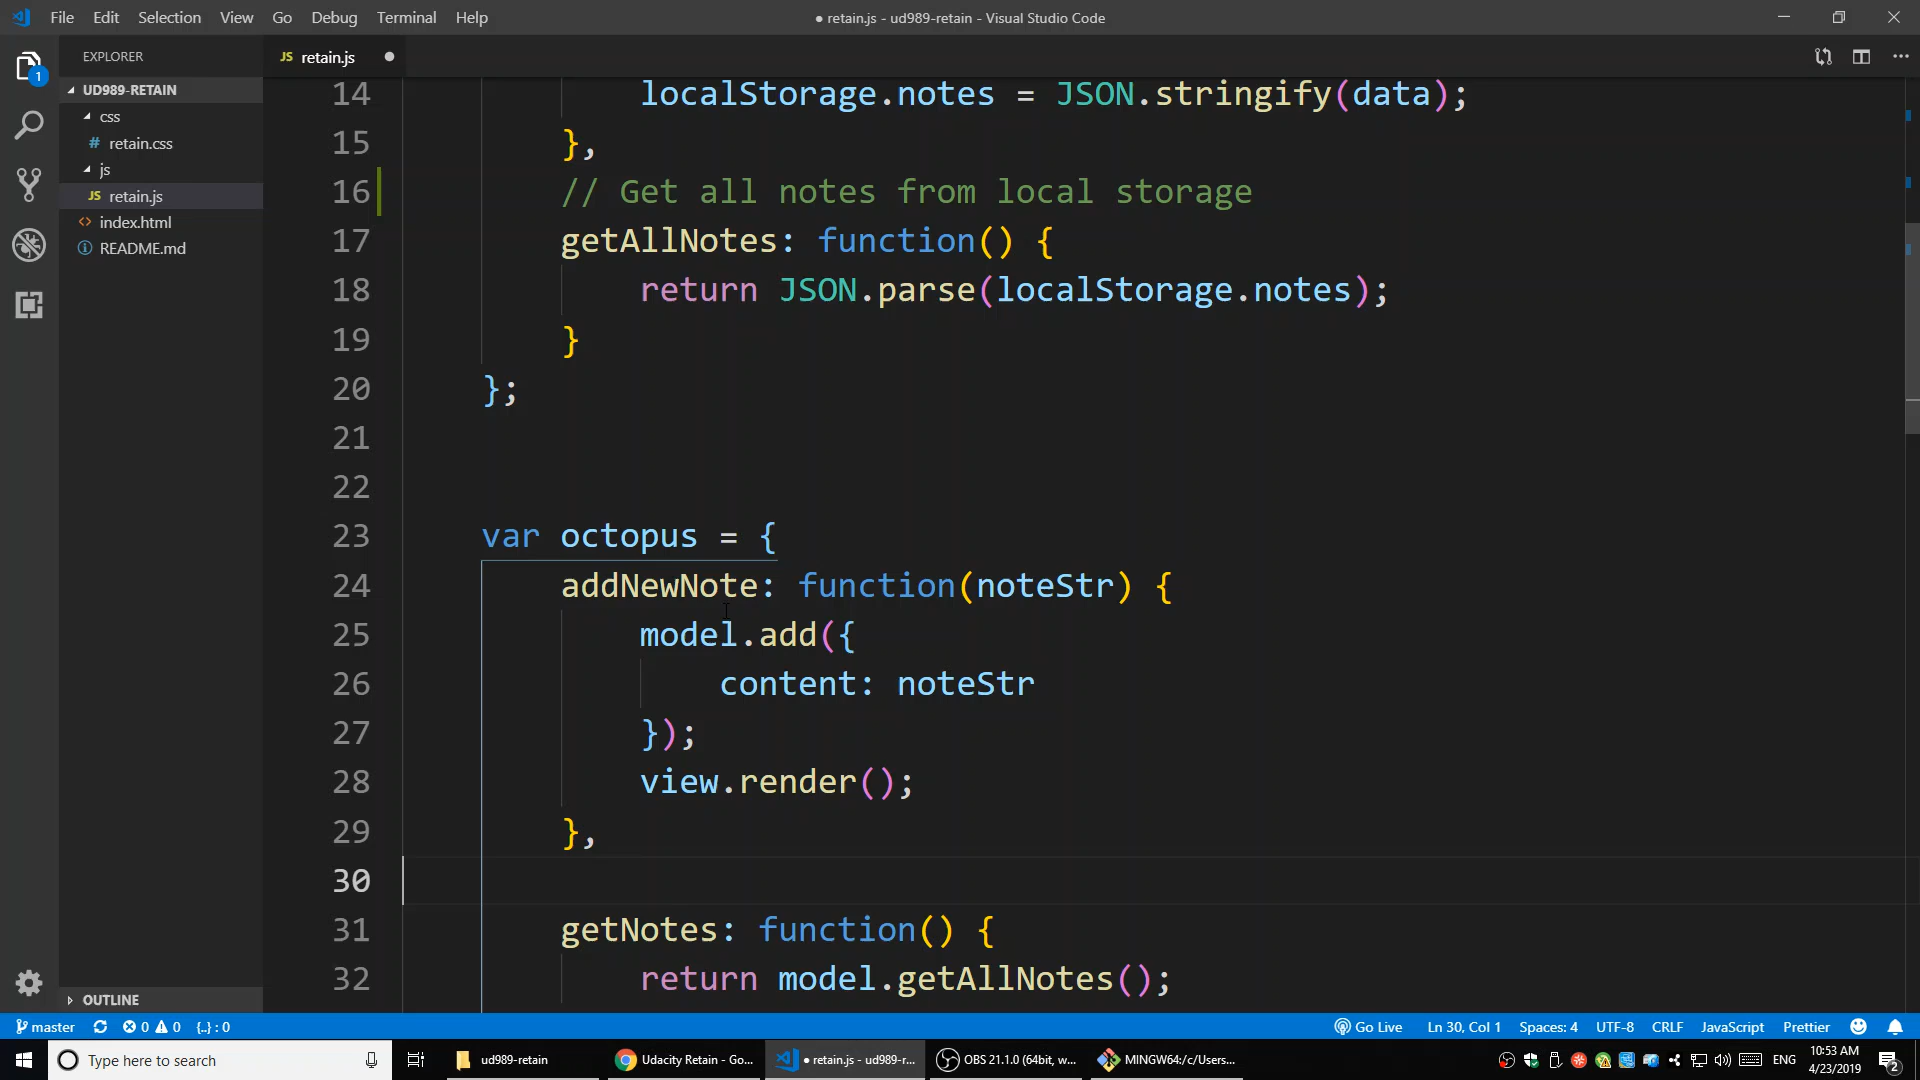 File Edit Selection View Go Debug Terminal Help
● retain.js - ud989-retain - Visual Studio Code
1
EXPLORER
UD989-RETAIN
css
# retain.css
js
JS retain.js
<> index.html
README.md
OUTLINE
JS retain.js
14 localStorage.notes = JSON.stringify(data);
15 },
16 // Get all notes from local storage
17 getAllNotes: function() {
18 return JSON.parse(localStorage.notes);
19 }
20 };
21
22
23 var octopus = {
24 addNewNote: function(noteStr) {
25 model.add({
26 content: noteStr
27 });
28 view.render();
29 },
30
31 getNotes: function() {
32 return model.getAllNotes();
master 0 0 {..} : 0
Go Live Ln 30, Col 1 Spaces: 4 UTF-8 CRLF JavaScript Prettier
Type here to search
ud989-retain
Udacity Retain - Go...
● retain.js - ud989-r...
OBS 21.1.0 (64bit, w...
MINGW64:/c/Users...
ENG
10:53 AM
4/23/2019
2